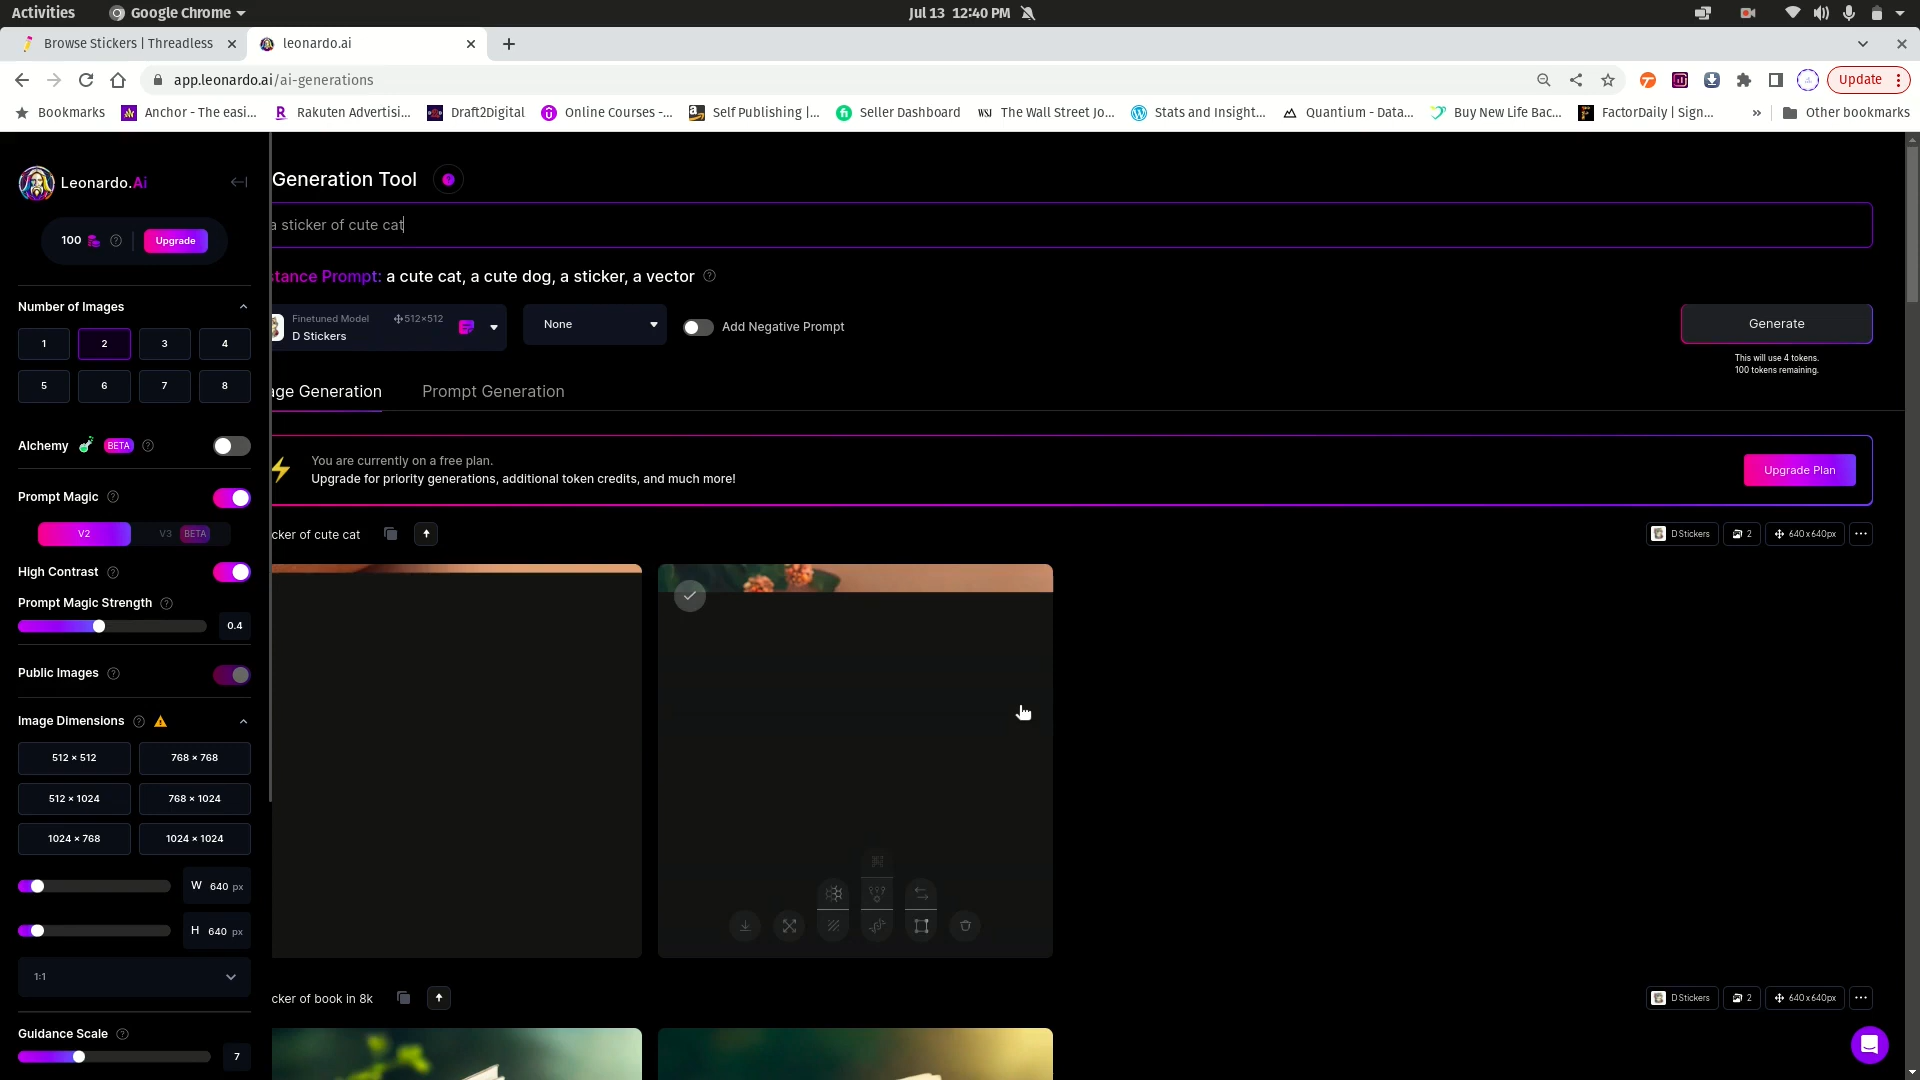 Activities
Google Chrome
Jul 13 12:40 PM
Browse Stickers | Threadless
leonardo.ai
app.leonardo.ai/ai-generations
Update
Bookmarks
Anchor - The easi...
Rakuten Advertisi...
Draft2Digital
Online Courses -...
Self Publishing |...
Seller Dashboard
The Wall Street Jo...
Stats and Insight...
Quantium - Data...
Buy New Life Bac...
FactorDaily | Sign...
»
Other bookmarks
Leonardo.Ai
100
Upgrade
Number of Images
1 2 3 4
5 6 7 8
Alchemy BETA
Prompt Magic
V2 V3 BETA
High Contrast
Prompt Magic Strength
0.4
Public Images
Image Dimensions
512 × 512 768 × 768
512 × 1024 768 × 1024
1024 × 768 1024 × 1024
W 640 px
H 640 px
1:1
Guidance Scale
7
Generation Tool
a sticker of cute cat
stance Prompt: a cute cat, a cute dog, a sticker, a vector
Finetuned Model 512×512
D Stickers
None
Add Negative Prompt
Generate
This will use 4 tokens.
100 tokens remaining.
age Generation
Prompt Generation
You are currently on a free plan.
Upgrade for priority generations, additional token credits, and much more!
Upgrade Plan
cker of cute cat
D Stickers 2 640 x 640px
cker of book in 8k
D Stickers 2 640 x 640px